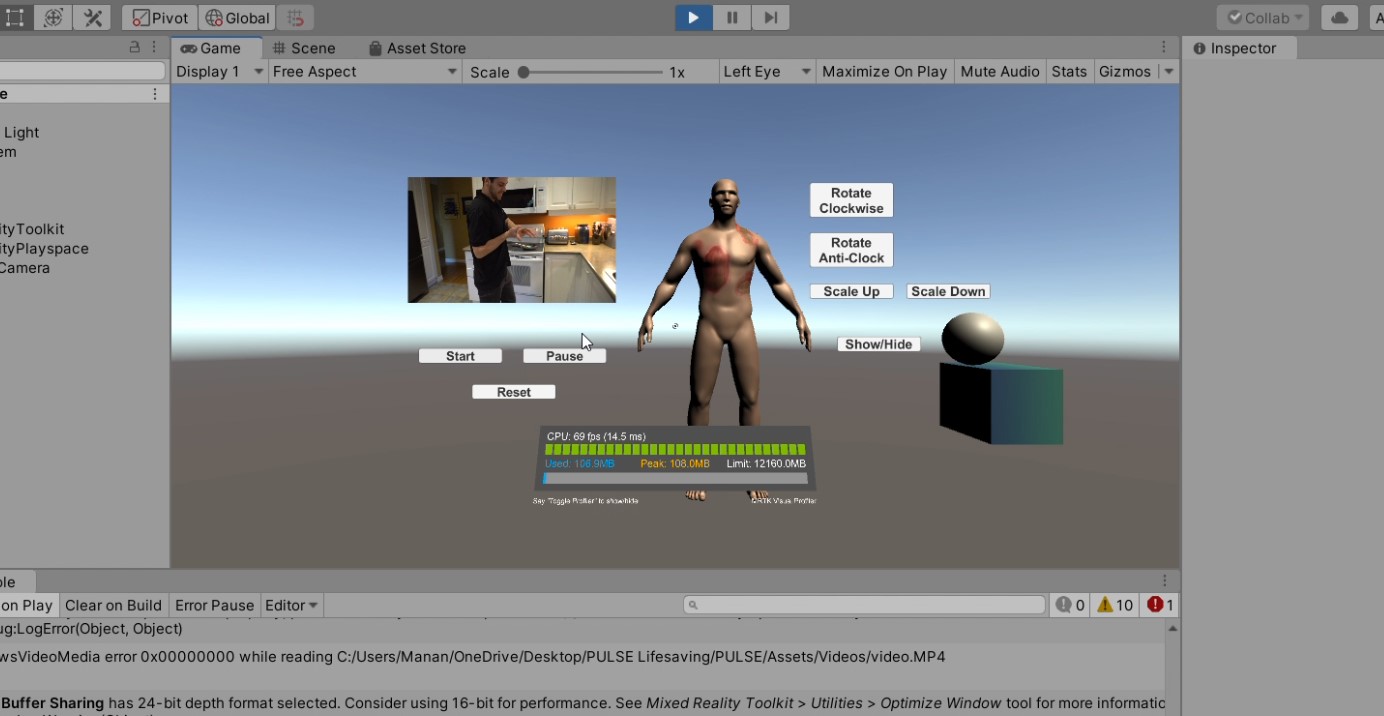 Pivot Global Collab
Game Scene Asset Store Inspector
Display 1 Free Aspect Scale 1x Left Eye Maximize On Play Mute Audio Stats Gizmos
e
Light
em
ityToolkit
ityPlayspace
Camera
Rotate
Clockwise
Rotate
Anti-Clock
Scale Up Scale Down
Show/Hide
Start Pause
Reset
CPU: 69 fps (14.5 ms)
Used: 106.9MB Peak: 108.0MB Limit: 12160.0MB
Say "Toggle Profiler" to show/hide MRTK Visual Profiler
ole
on Play Clear on Build Error Pause Editor 0 10 1
ug:LogError(Object, Object)
wsVideoMedia error 0x00000000 while reading C:/Users/Manan/OneDrive/Desktop/PULSE Lifesaving/PULSE/Assets/Videos/video.MP4
Buffer Sharing has 24-bit depth format selected. Consider using 16-bit for performance. See Mixed Reality Toolkit > Utilities > Optimize Window tool for more informatio